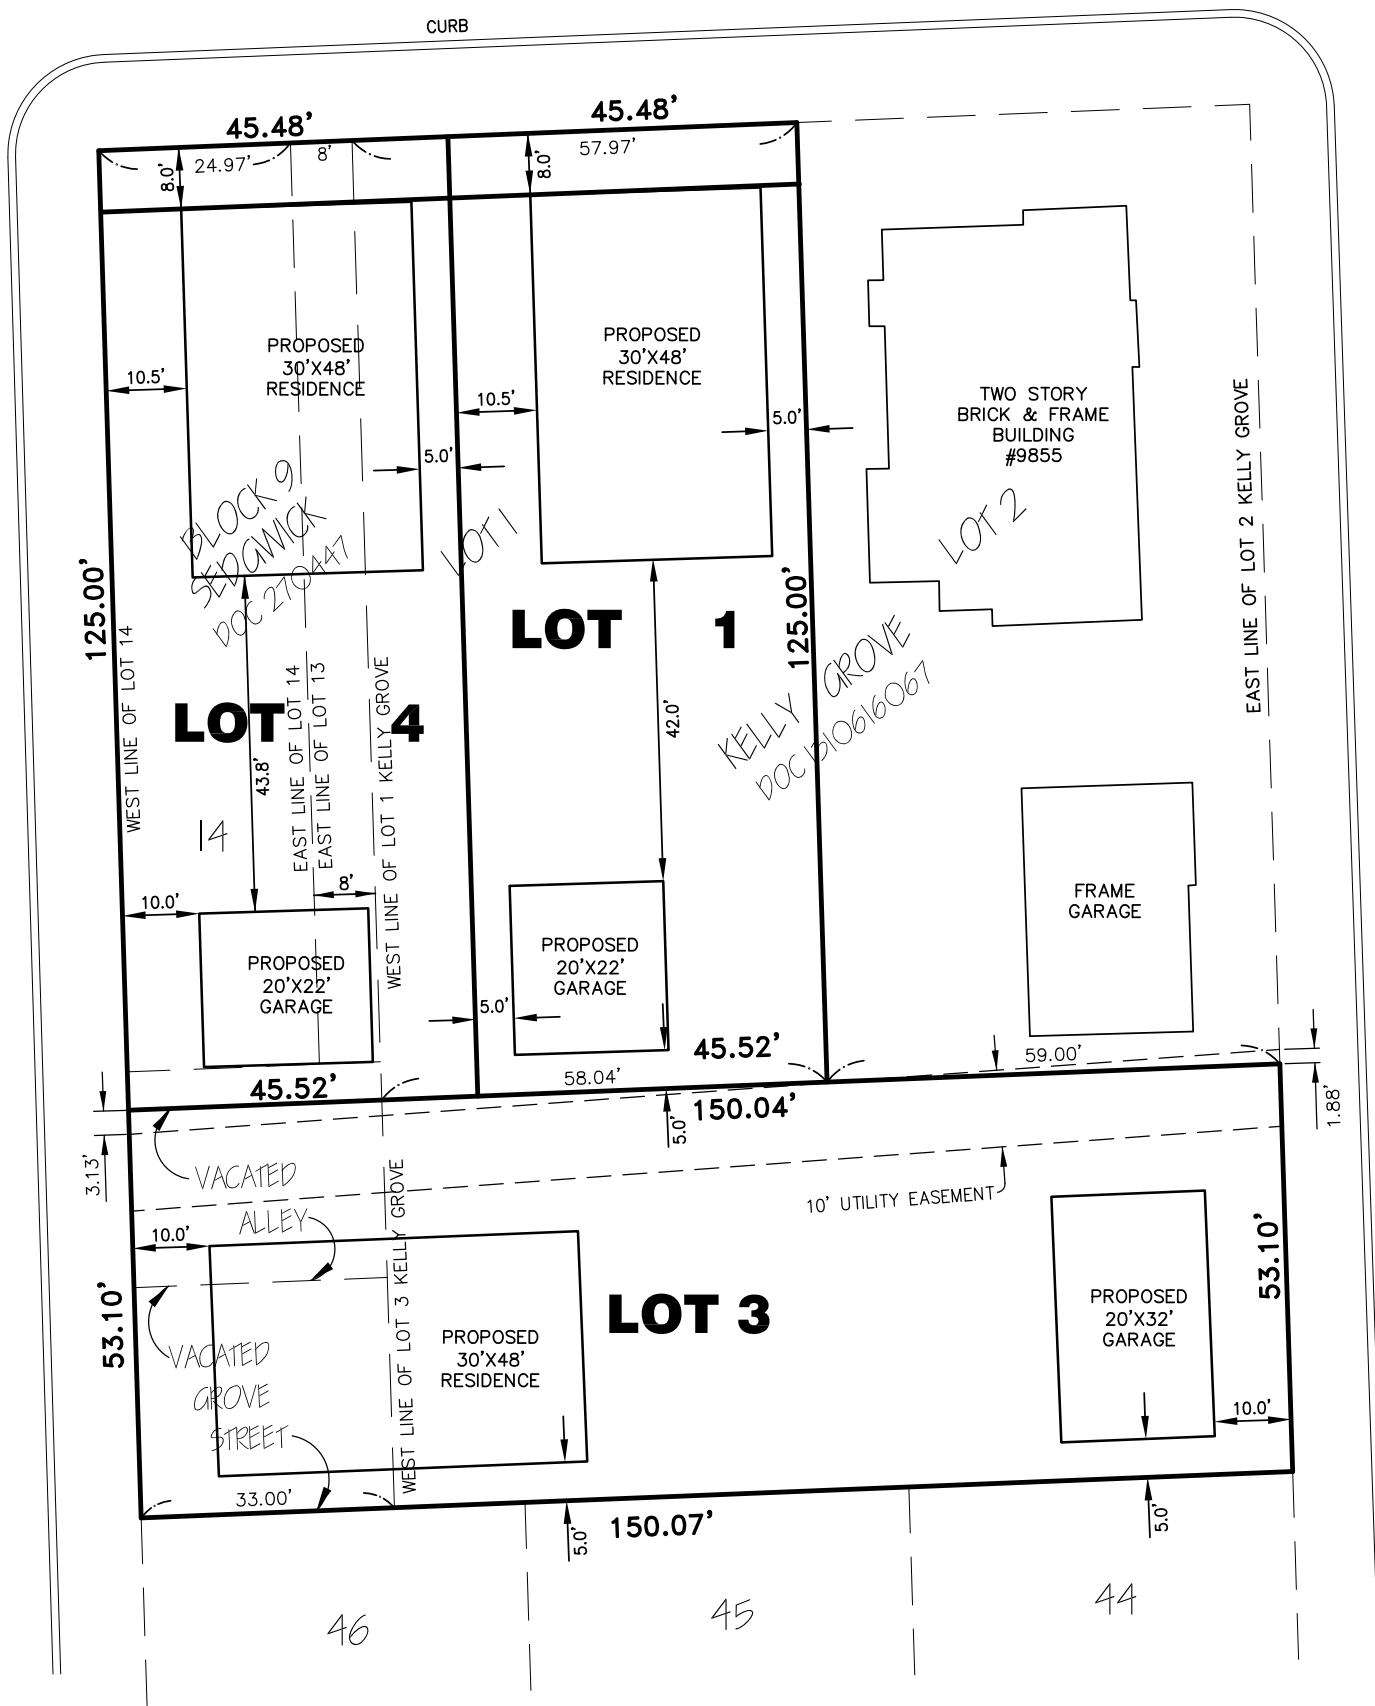 CURB
45.48'
45.48'
24.97'
8'
57.97'
8.0'
8.0'
PROPOSED
30'X48'
RESIDENCE
PROPOSED
30'X48'
RESIDENCE
10.5'
10.5'
5.0'
5.0'
TWO STORY
BRICK & FRAME
BUILDING
#9855
EAST LINE OF LOT 2 KELLY GROVE
BLOCK 9
SEDGWICK
DOC 270447
LOT 1
LOT 2
125.00'
125.00'
LOT 1
KELLY GROVE
DOC 1310616067
WEST LINE OF LOT 14
LOT 4
EAST LINE OF LOT 14
EAST LINE OF LOT 13
WEST LINE OF LOT 1 KELLY GROVE
43.8'
42.0'
14
10.0'
8'
FRAME
GARAGE
PROPOSED
20'X22'
GARAGE
PROPOSED
20'X22'
GARAGE
5.0'
45.52'
45.52'
58.04'
59.00'
150.04'
5.0'
1.88'
3.13'
VACATED
ALLEY
10' UTILITY EASEMENT
WEST LINE OF LOT 3 KELLY GROVE
10.0'
53.10'
53.10'
LOT 3
PROPOSED
20'X32'
GARAGE
PROPOSED
30'X48'
RESIDENCE
VACATED
GROVE
STREET
10.0'
33.00'
150.07'
5.0'
5.0'
46
45
44